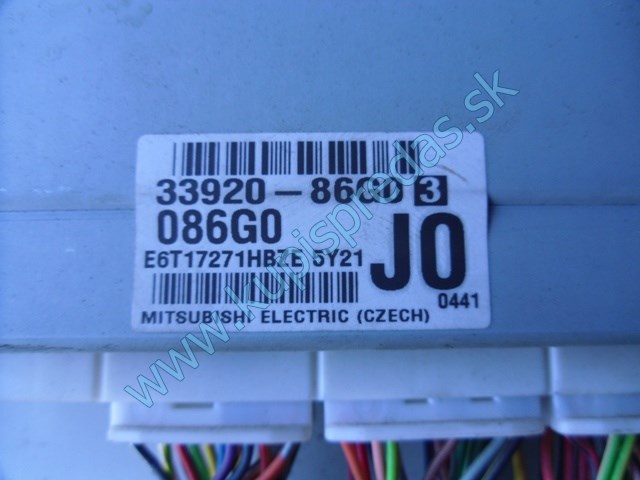 33920-86G0 3
086G0
E6T17271HBZE 5Y21
J0
0441
MITSUBISHI ELECTRIC (CZECH)
www.kupispredas.sk